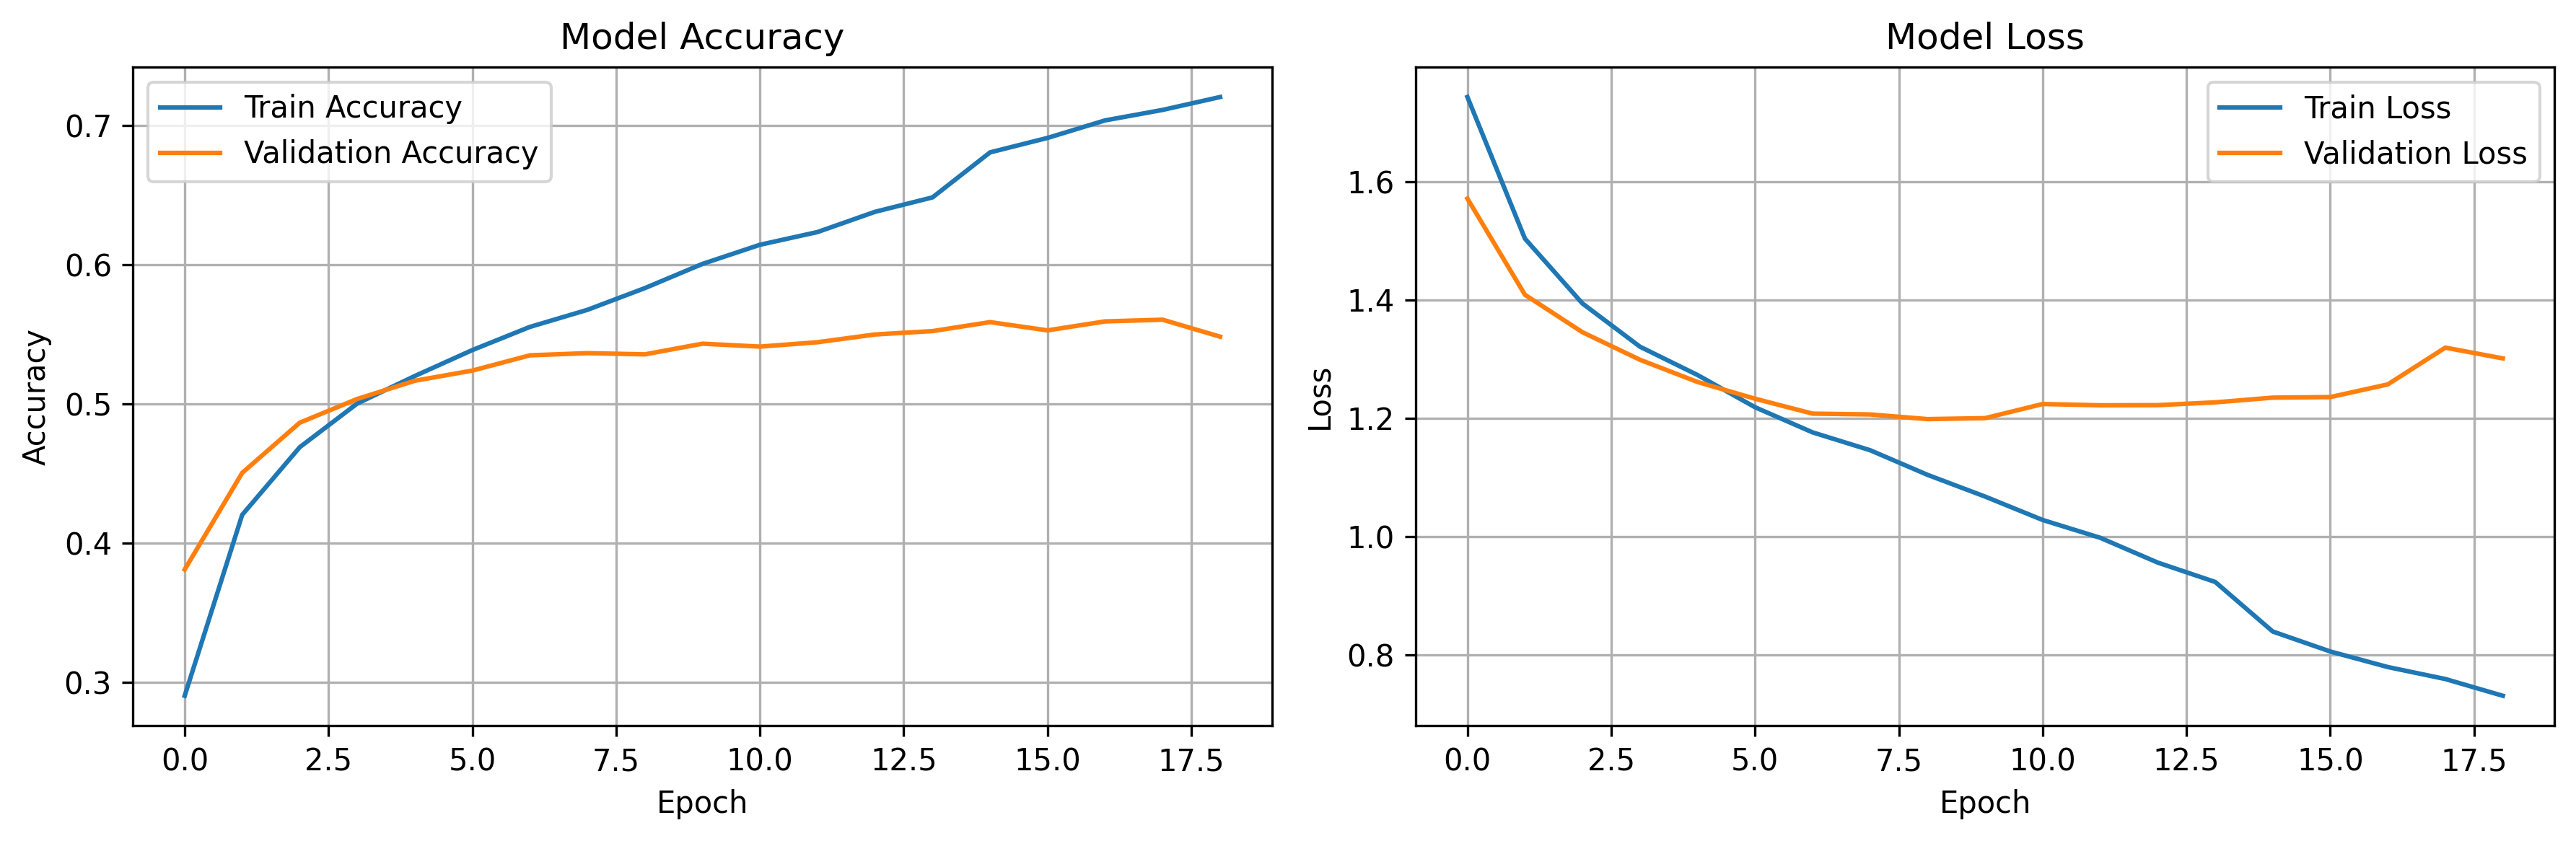 Model Accuracy
Train Accuracy
Validation Accuracy
0.7
0.6
0.5
0.4
0.3
Accuracy
0.0 2.5 5.0 7.5 10.0 12.5 15.0 17.5
Epoch
Model Loss
Train Loss
Validation Loss
1.6
1.4
1.2
1.0
0.8
Loss
0.0 2.5 5.0 7.5 10.0 12.5 15.0 17.5
Epoch